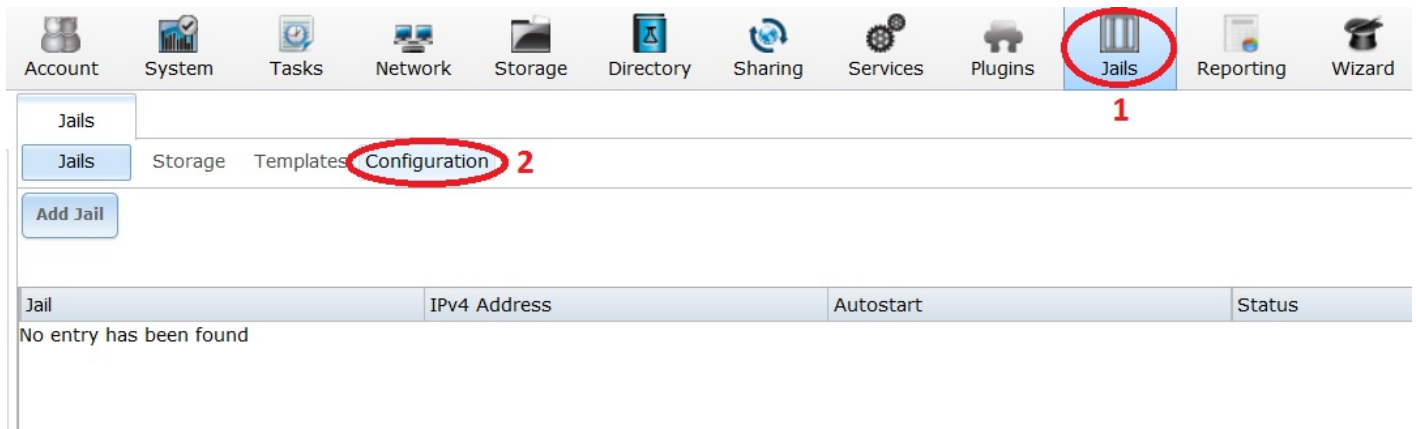 Account System Tasks Network Storage Directory Sharing Services Plugins Jails Reporting Wizard
1
Jails
Jails Storage Templates Configuration 2
Add Jail
Jail IPv4 Address Autostart Status
No entry has been found